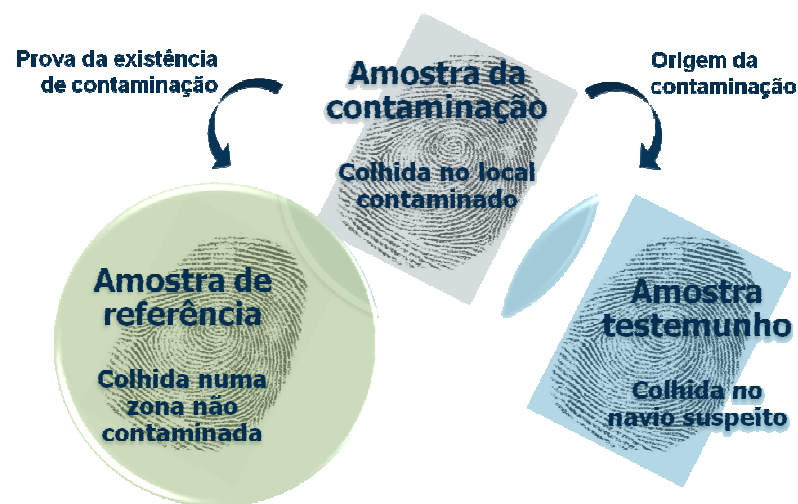 Prova da existência
de contaminação
Amostra da
contaminação
Colhida no local
contaminado
Origem da
contaminação
Amostra de
referência
Colhida numa
zona não
contaminada
Amostra
testemunho
Colhida no
navio suspeito